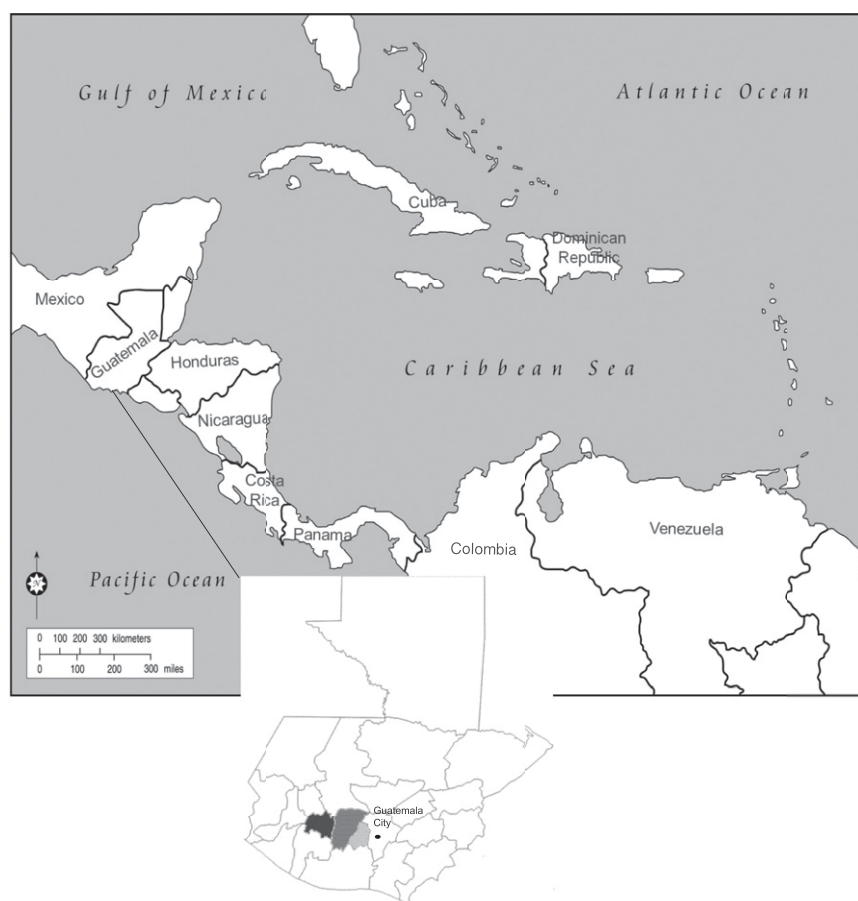 Gulf of Mexico
Atlantic Ocean
Cuba
Dominican
Republic
Mexico
Guatemala
Honduras
Caribbean Sea
Nicaragua
Costa
Rica
Panama
Colombia
Venezuela
N
Pacific Ocean
0 100 200 300 kilometers
0 100 200 300 miles
Guatemala
City